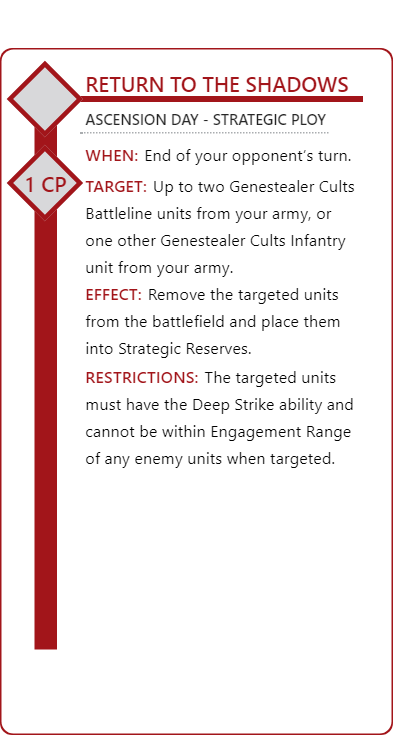 RETURN TO THE SHADOWS
ASCENSION DAY - STRATEGIC PLOY
WHEN: End of your opponent's turn.
1 CP
TARGET: Up to two Genestealer Cults
Battleline units from your army, or
one other Genestealer Cults Infantry
unit from your army.
EFFECT: Remove the targeted units
from the battlefield and place them
into Strategic Reserves.
RESTRICTIONS: The targeted units
must have the Deep Strike ability and
cannot be within Engagement Range
of any enemy units when targeted.